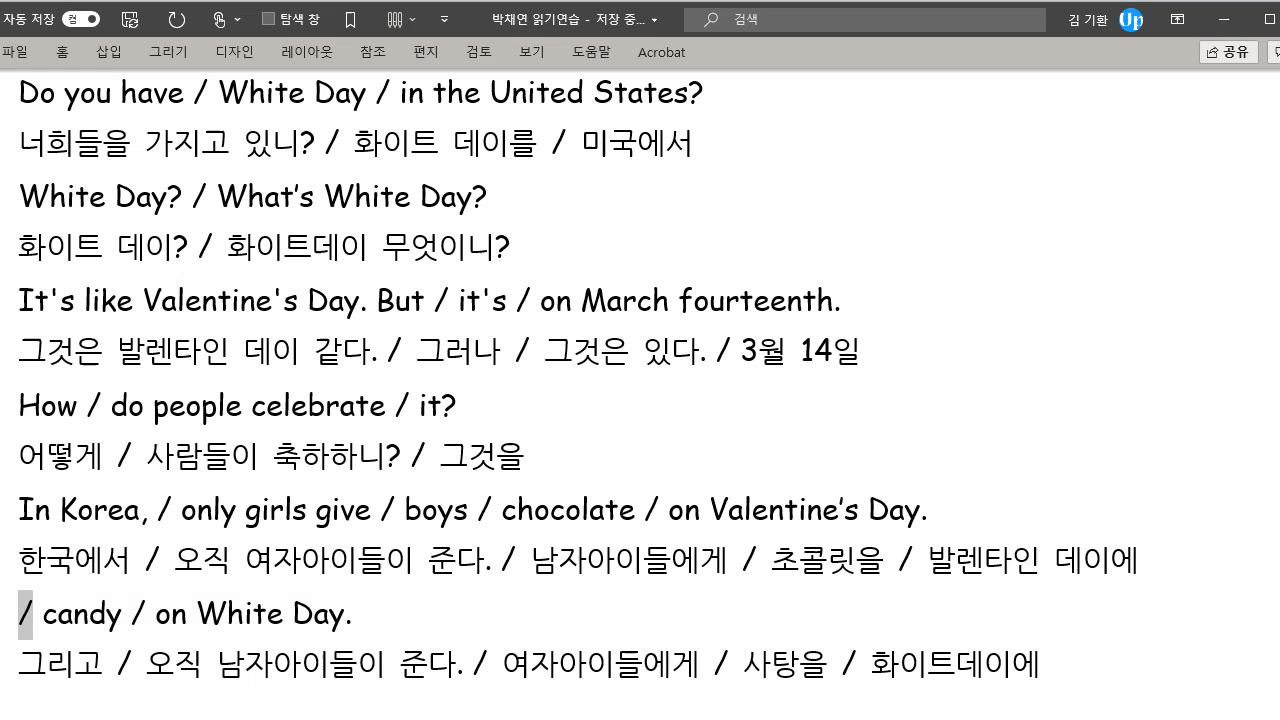 자동 저장 켬 탐색 창 박채연 읽기연습 - 저장 중... 검색 김 기환 Up
파일 홈 삽입 그리기 디자인 레이아웃 참조 편지 검토 보기 도움말 Acrobat 공유
Do you have / White Day / in the United States?
너희들을 가지고 있니? / 화이트 데이를 / 미국에서
White Day? / What’s White Day?
화이트 데이? / 화이트데이 무엇이니?
It's like Valentine's Day. But / it's / on March fourteenth.
그것은 발렌타인 데이 같다. / 그러나 / 그것은 있다. / 3월 14일
How / do people celebrate / it?
어떻게 / 사람들이 축하하니? / 그것을
In Korea, / only girls give / boys / chocolate / on Valentine’s Day.
한국에서 / 오직 여자아이들이 준다. / 남자아이들에게 / 초콜릿을 / 발렌타인 데이에
/ candy / on White Day.
그리고 / 오직 남자아이들이 준다. / 여자아이들에게 / 사탕을 / 화이트데이에